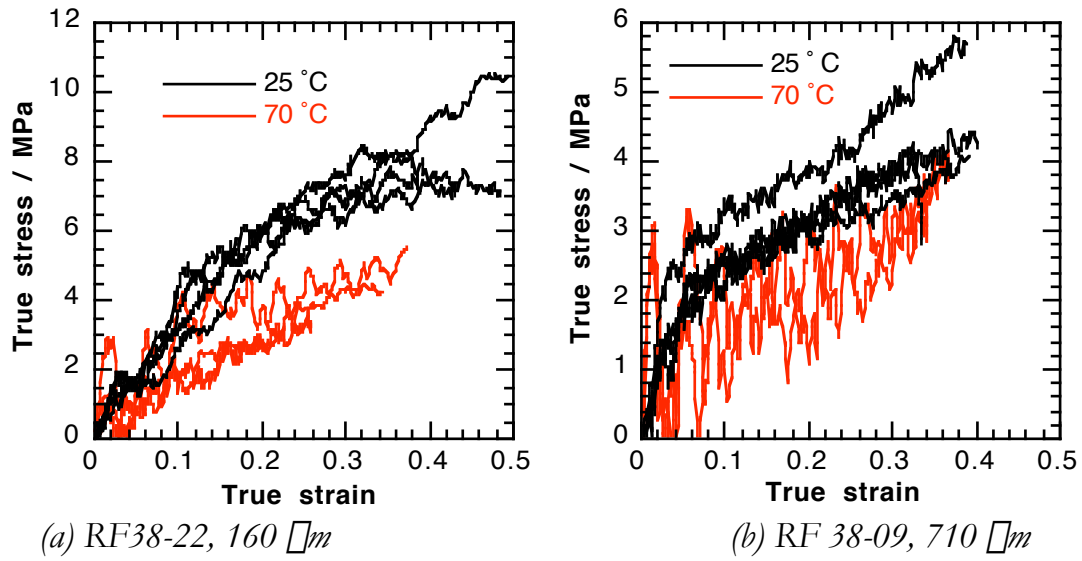 12
10
8
6
4
2
0
True stress / MPa
25 ˚C
70 ˚C
0 0.1 0.2 0.3 0.4 0.5
True strain
(a) RF38-22, 160 □m
6
5
4
3
2
1
0
True stress / MPa
25 ˚ C
70 ˚C
0 0.1 0.2 0.3 0.4 0.5
True strain
(b) RF 38-09, 710 □m